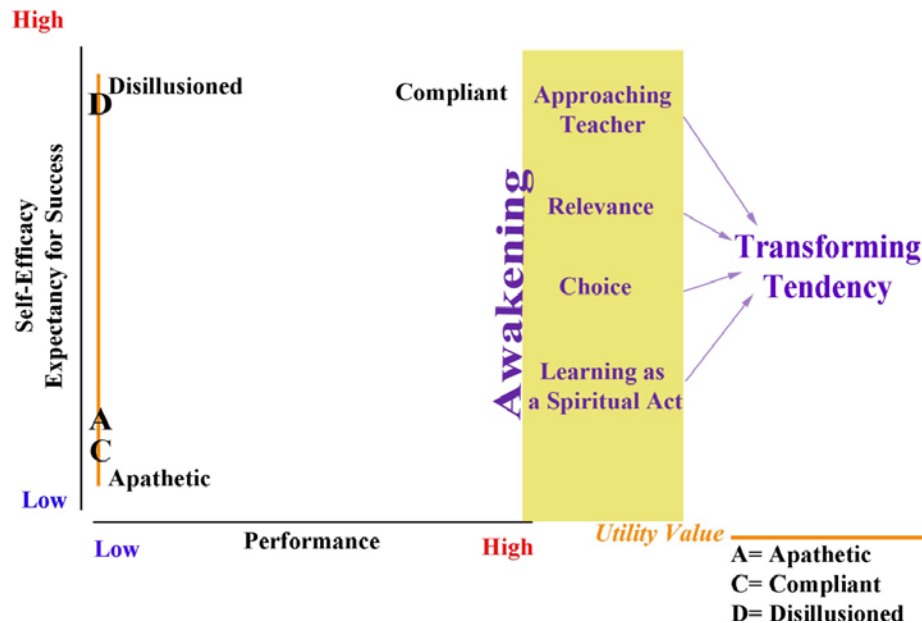 High
Disillusioned
D
Compliant
Approaching
Teacher
Self-Efficacy
Expectancy for Success
Awakening
Relevance
Transforming
Tendency
Choice
Learning as
a Spiritual Act
A
C
Apathetic
Low
Low
Performance
High
Utility Value
A= Apathetic
C= Compliant
D= Disillusioned